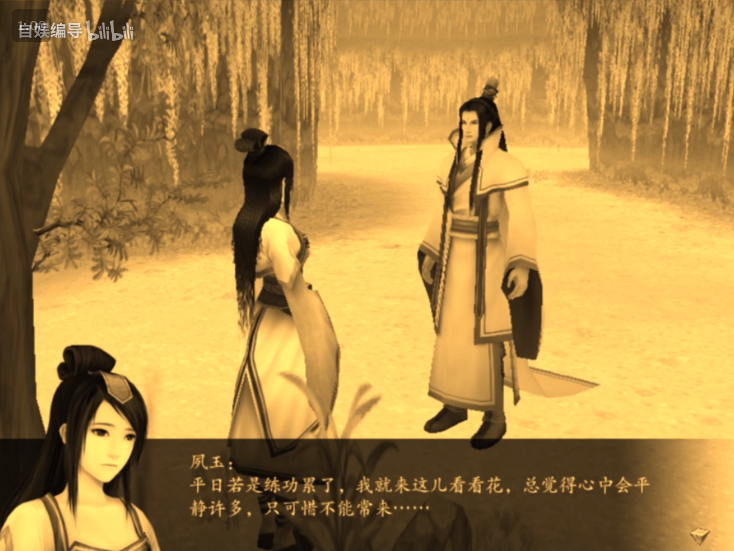 自娱编导 bilibili
夙玉：
平日若是练功累了，我就来这儿看看花，总觉得心中会平
静许多，只可惜不能常来……